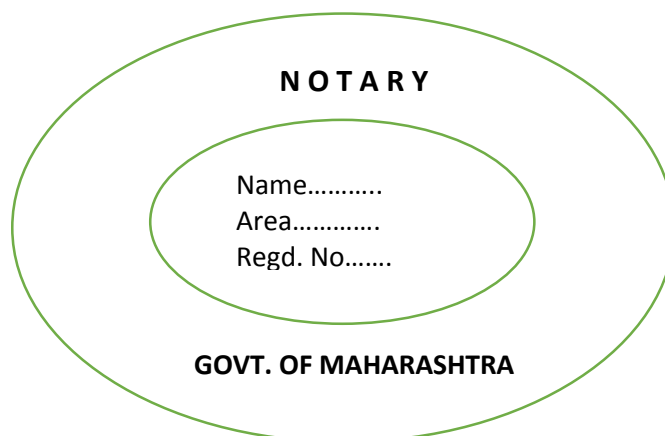 N O T A R Y
Name………..
Area………….
Regd. No…….
GOVT. OF MAHARASHTRA